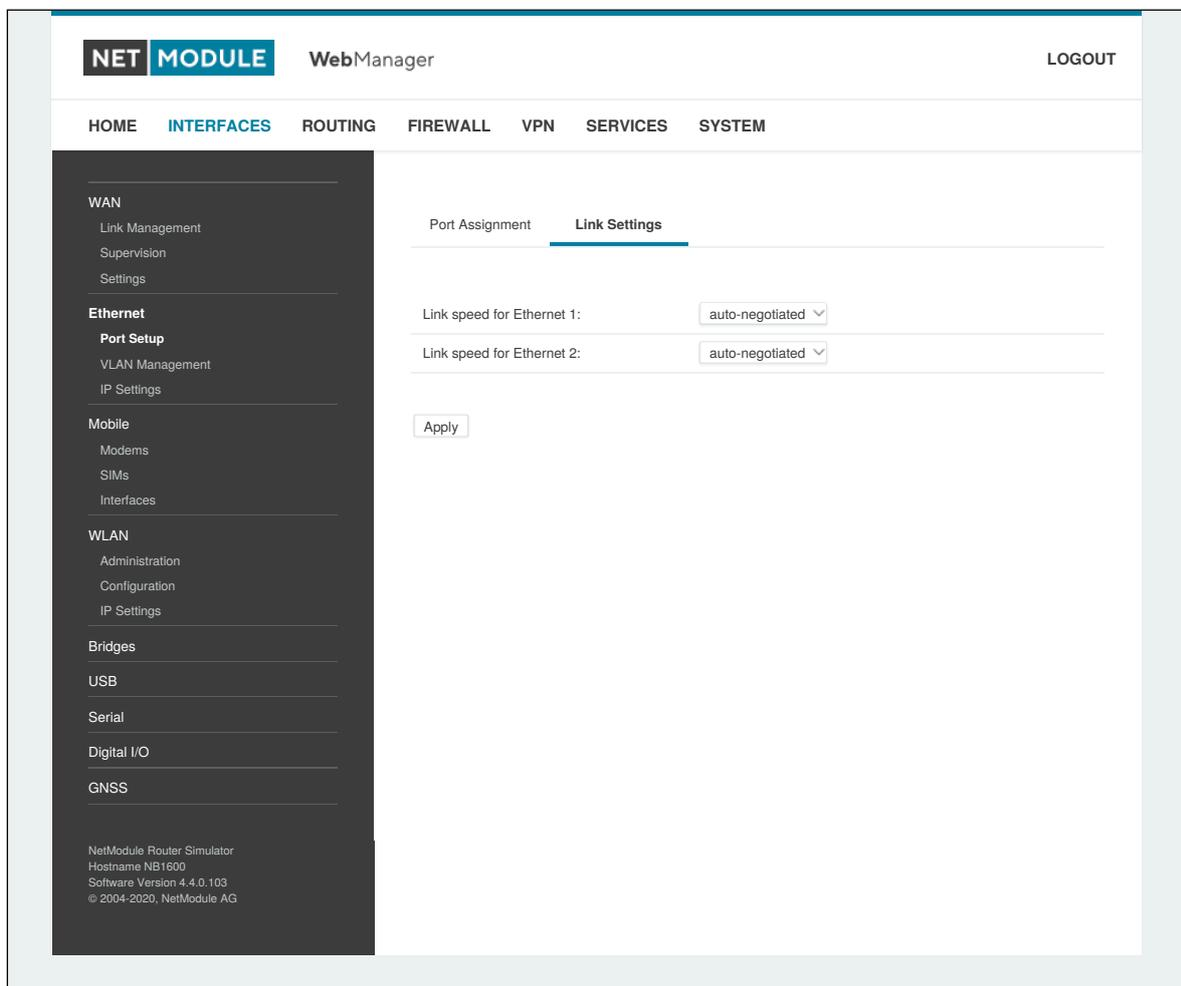 NET MODULE WebManager LOGOUT
HOME INTERFACES ROUTING FIREWALL VPN SERVICES SYSTEM
WAN
Link Management
Supervision
Settings
Ethernet
Port Setup
VLAN Management
IP Settings
Mobile
Modems
SIMs
Interfaces
WLAN
Administration
Configuration
IP Settings
Bridges
USB
Serial
Digital I/O
GNSS
NetModule Router Simulator
Hostname NB1600
Software Version 4.4.0.103
© 2004-2020, NetModule AG
Port Assignment Link Settings
Link speed for Ethernet 1: auto-negotiated
Link speed for Ethernet 2: auto-negotiated
Apply